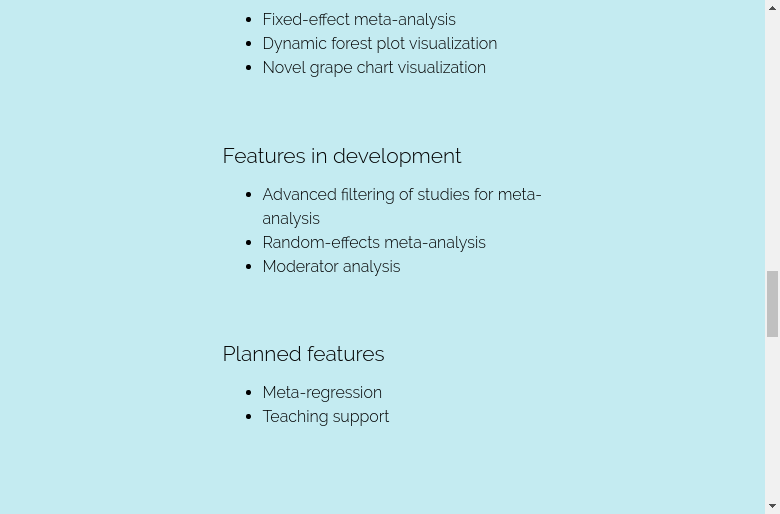 Fixed-effect meta-analysis
Dynamic forest plot visualization
Novel grape chart visualization
Features in development
Advanced filtering of studies for meta-
analysis
Random-effects meta-analysis
Moderator analysis
Planned features
Meta-regression
Teaching support